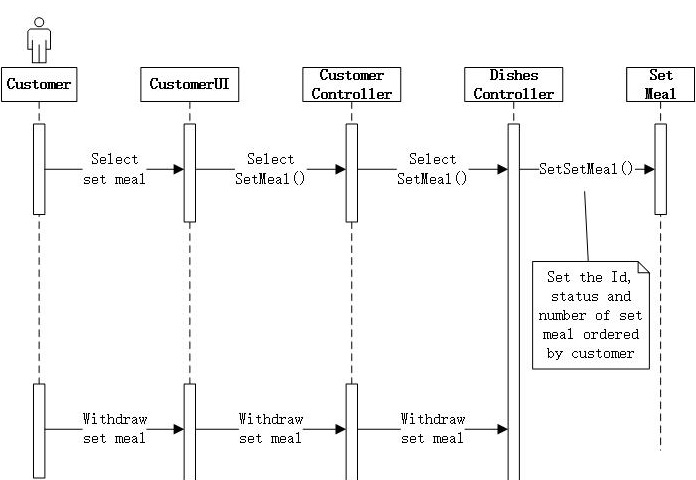 Customer
CustomerUI
Customer
Controller
Dishes
Controller
Set
Meal
Select
set meal
Select
SetMeal()
Select
SetMeal()
SetSetMeal()
Set the Id,
status and
number of set
meal ordered
by customer
Withdraw
set meal
Withdraw
set meal
Withdraw
set meal